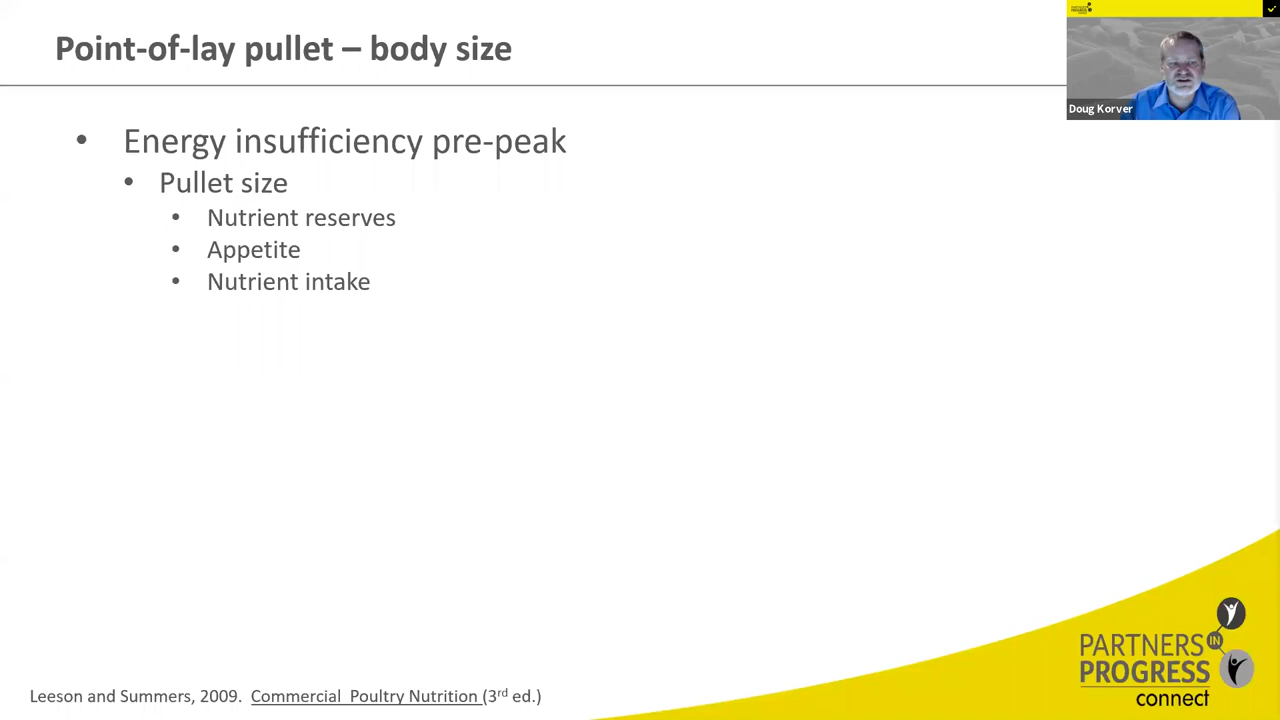 Point-of-lay pullet – body size
Doug Korver
• Energy insufficiency pre-peak
• Pullet size
• Nutrient reserves
• Appetite
• Nutrient intake
PARTNERS IN
PROGRESS
connect
Leeson and Summers, 2009. Commercial Poultry Nutrition (3rd ed.)